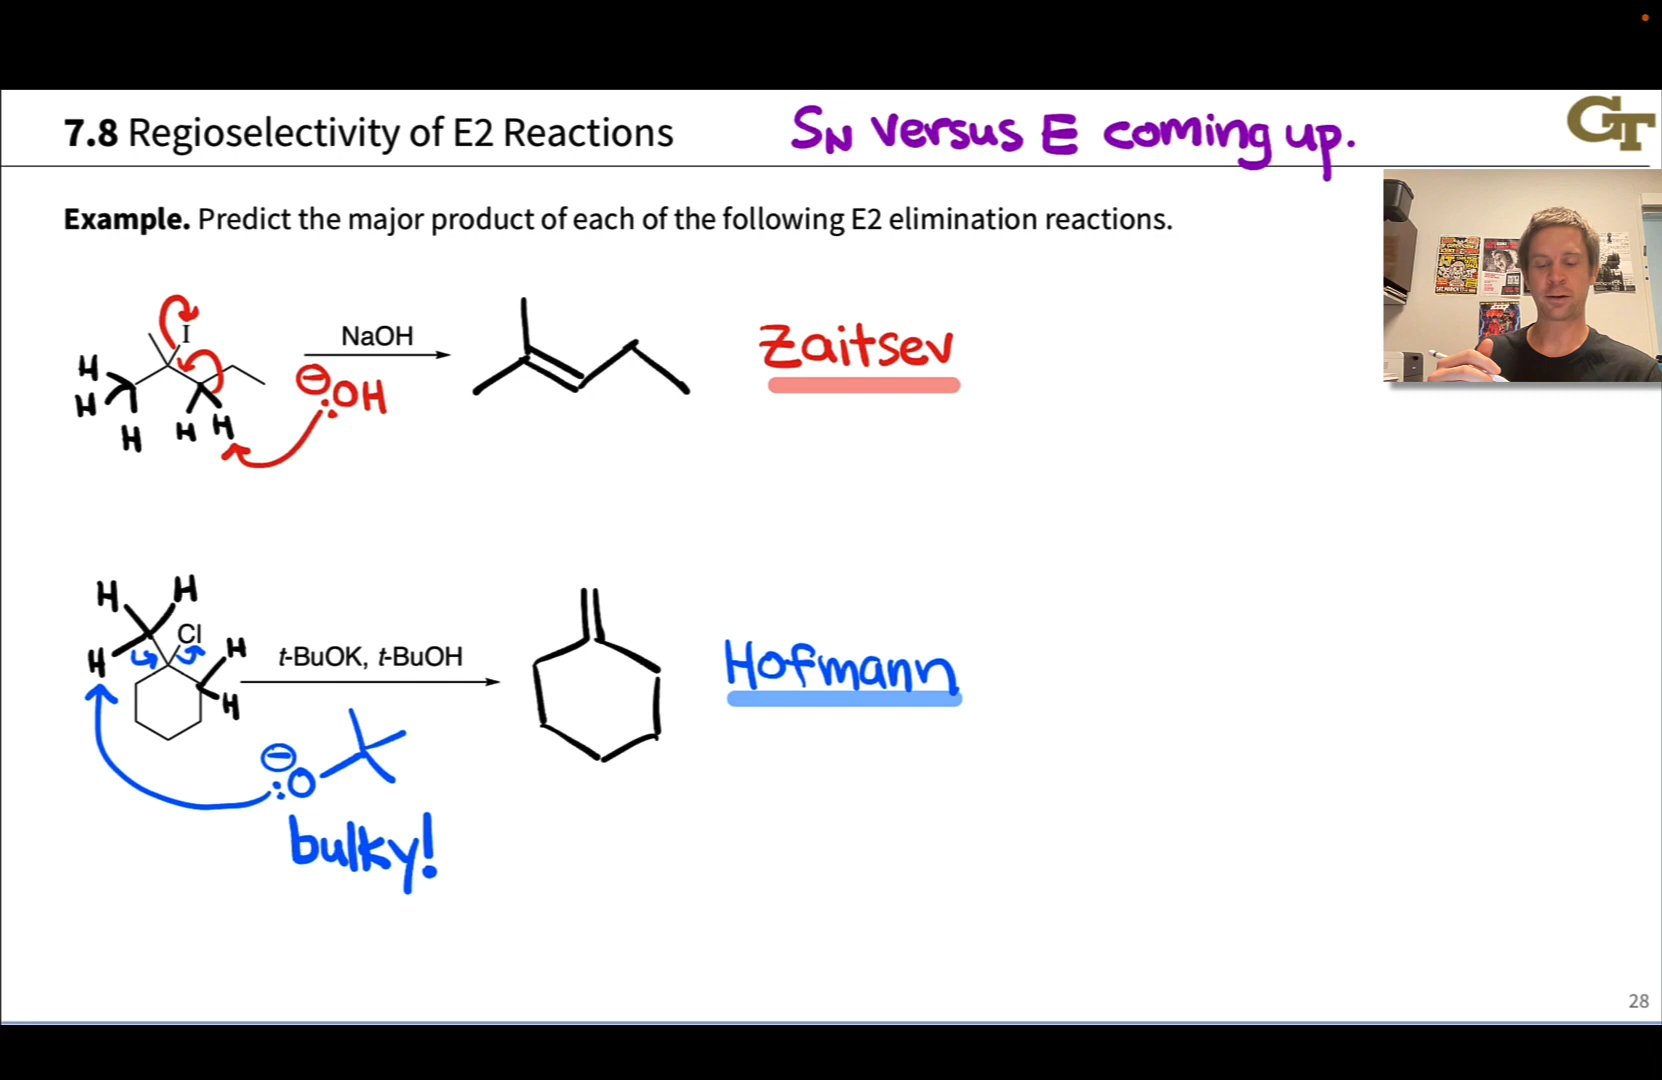 7.8 Regioselectivity of E2 Reactions
SN versus E coming up.
GT
Example. Predict the major product of each of the following E2 elimination reactions.
I
NaOH
Zaitsev
H
H
H
H
H
⊖
:OH
H
H
Cl
H
H
H
t-BuOK, t-BuOH
Hofmann
⊖
:O
bulky!
28